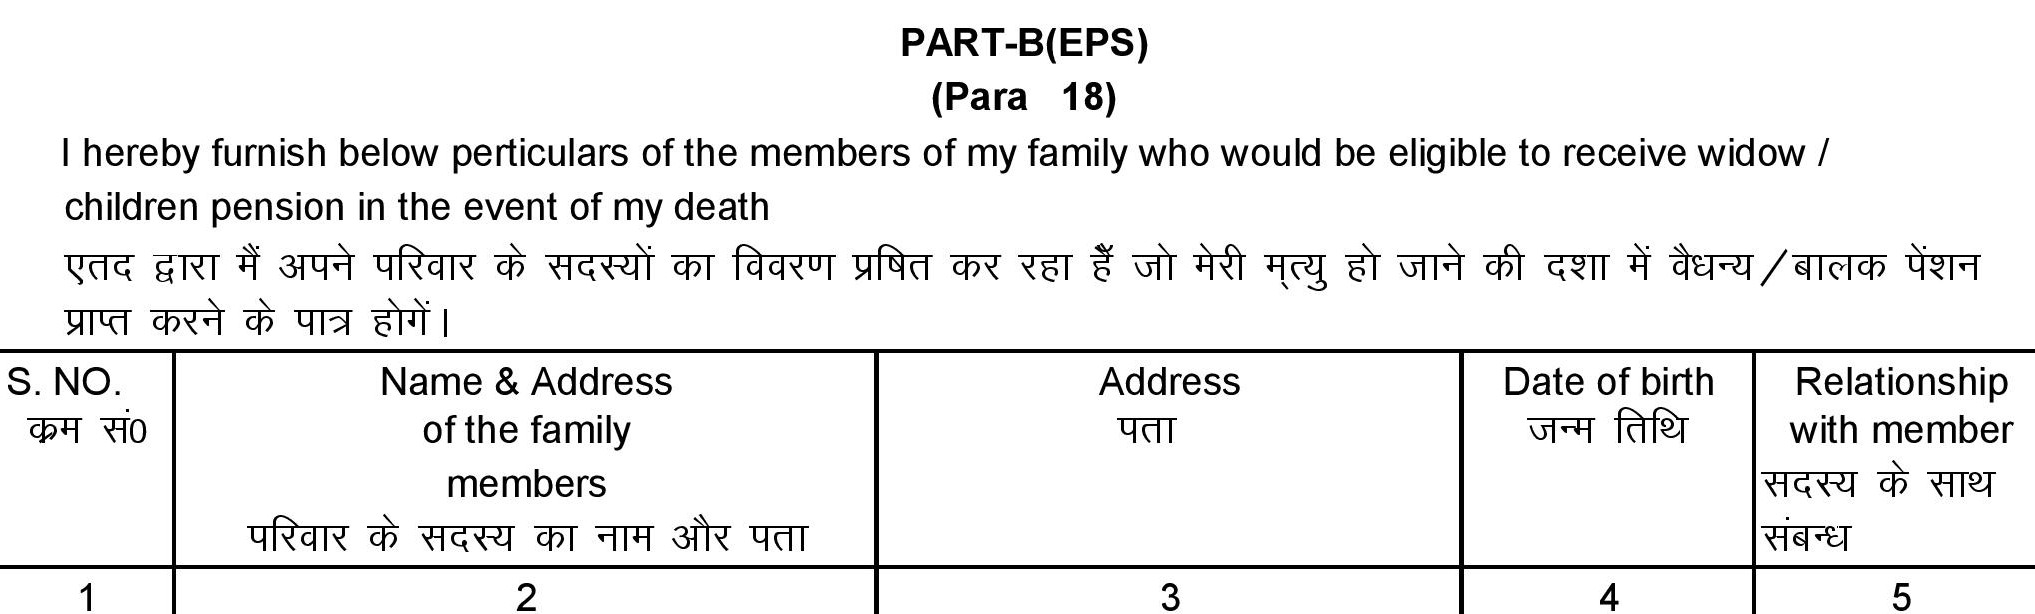 PART-B(EPS)
(Para 18)
I hereby furnish below perticulars of the members of my family who would be eligible to receive widow /
children pension in the event of my death
एतद द्वारा मैं अपने परिवार के सदस्यों का विवरण प्रषित कर रहा हैँ जो मेरी मृत्यु हो जाने की दशा में वैधन्य/बालक पेंशन
प्राप्त करने के पात्र होगें।
S. NO.
क्रम सं0
Name & Address
of the family
members
परिवार के सदस्य का नाम और पता
Address
पता
Date of birth
जन्म तिथि
Relationship
with member
सदस्य के साथ
संबन्ध
1 2 3 4 5